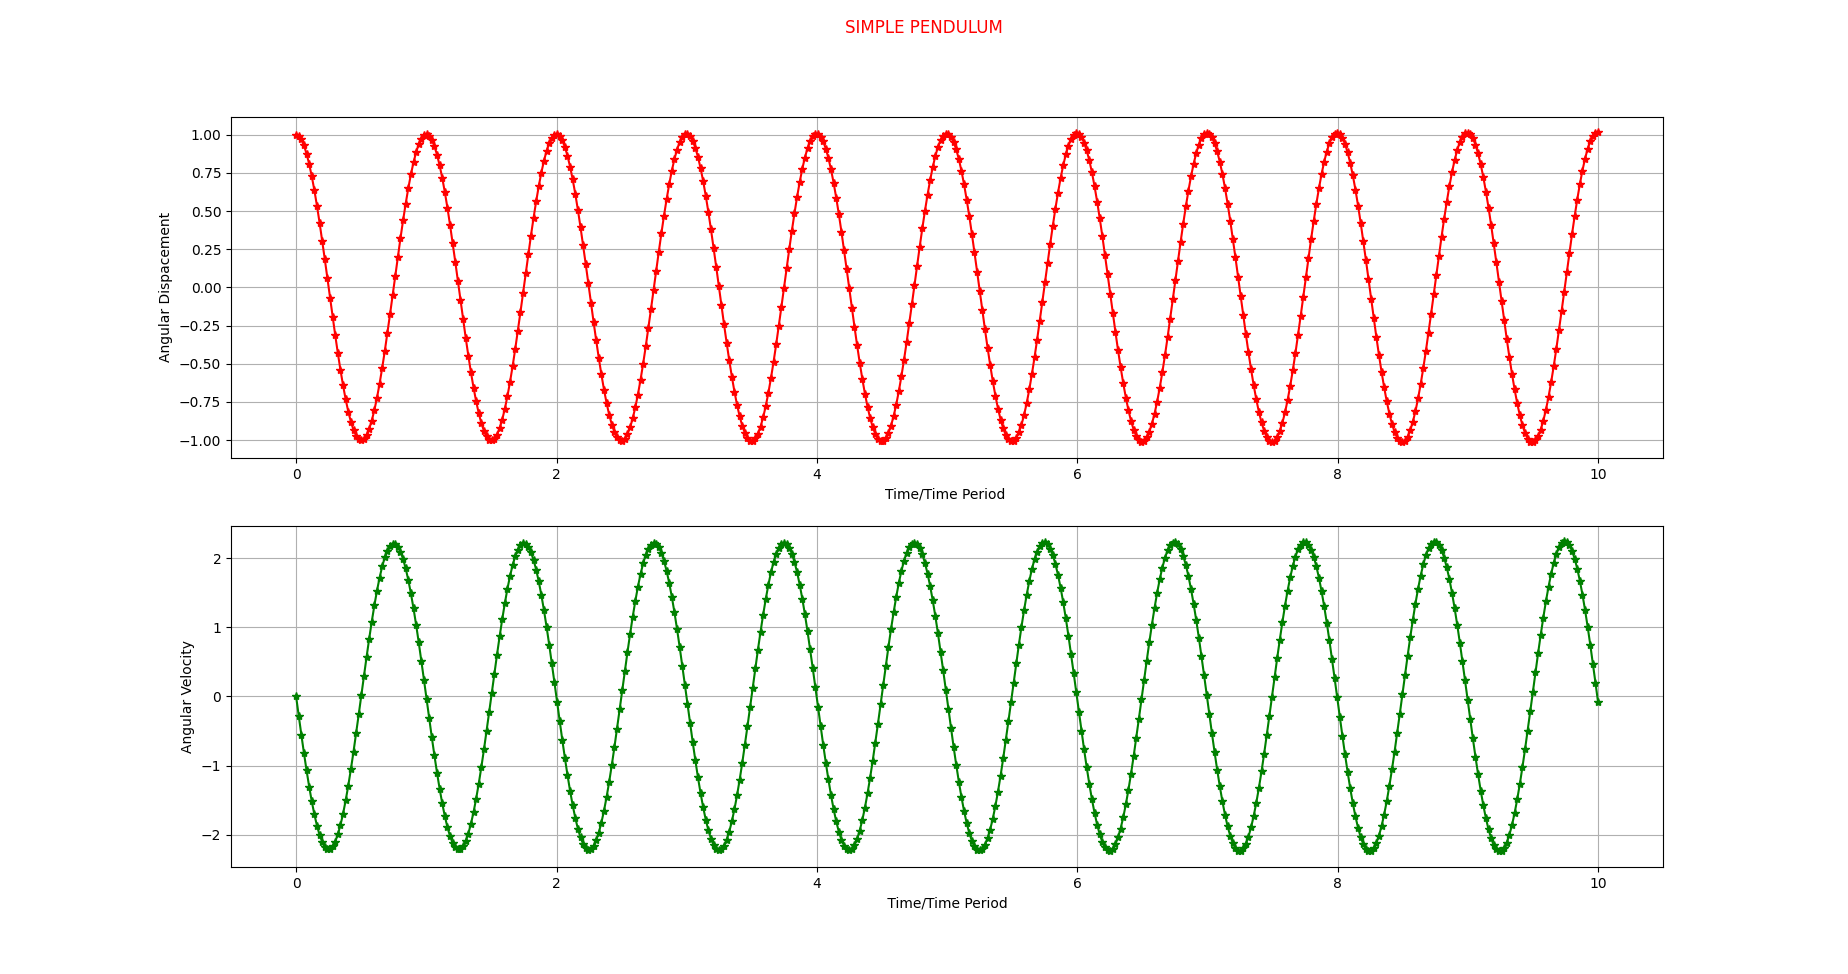 SIMPLE PENDULUM
Angular Dispacement
1.00
0.75
0.50
0.25
0.00
−0.25
−0.50
−0.75
−1.00
0 2 4 6 8 10
Time/Time Period
Angular Velocity
2
1
0
−1
−2
0 2 4 6 8 10
Time/Time Period